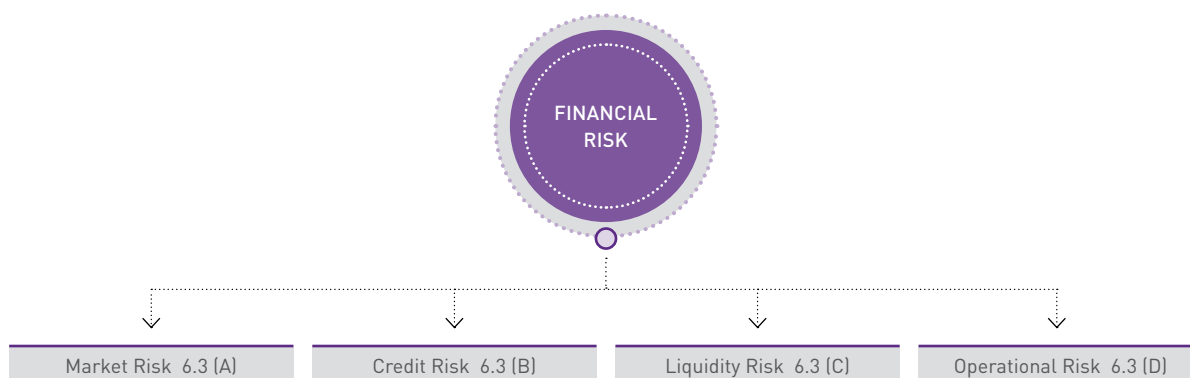 FINANCIAL
RISK
Market Risk 6.3 (A)
Credit Risk 6.3 (B)
Liquidity Risk 6.3 (C)
Operational Risk 6.3 (D)